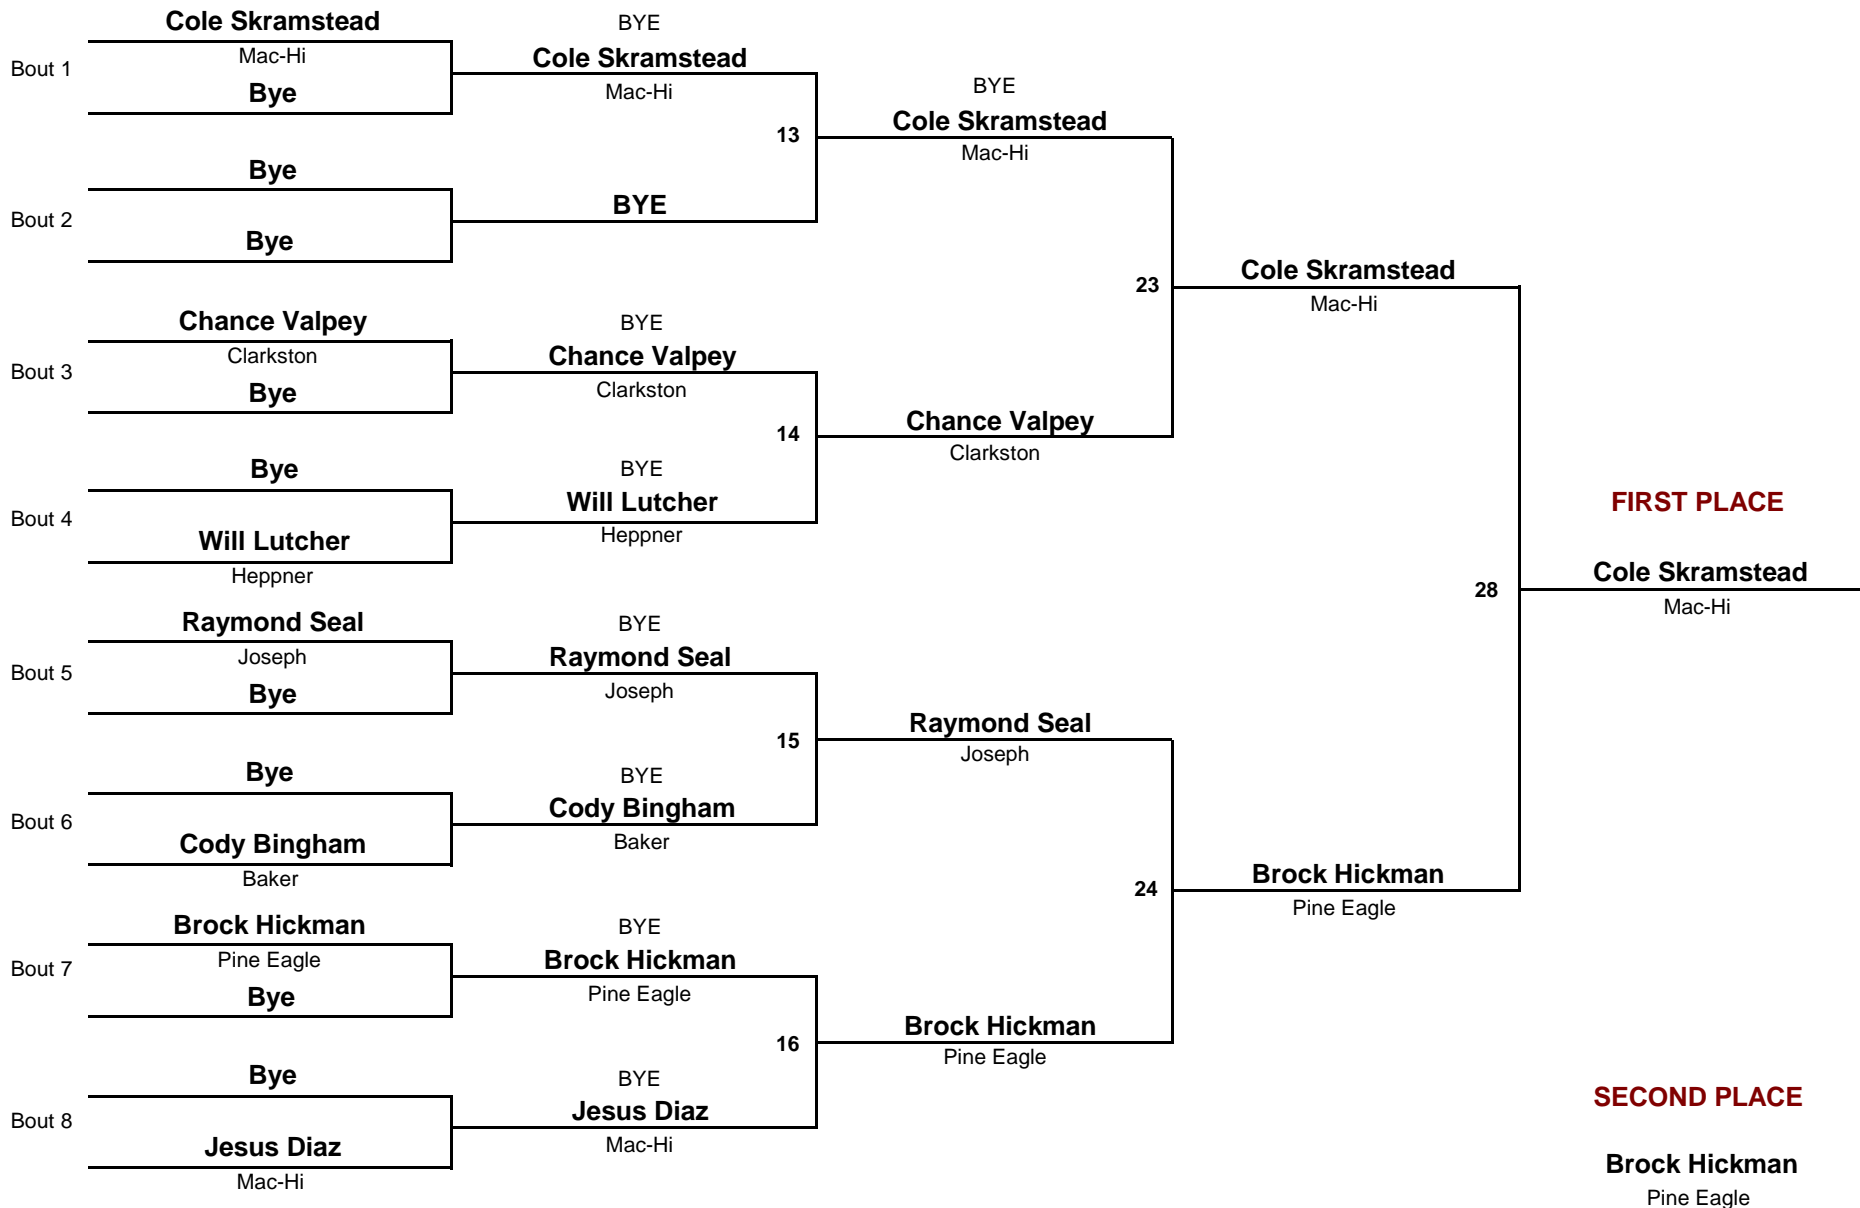 Cole Skramstead
Bout 1
Mac-Hi
Bye
Bye
Bout 2
Bye
Chance Valpey
Bout 3
Clarkston
Bye
Bye
Bout 4
Will Lutcher
Heppner
Raymond Seal
Bout 5
Joseph
Bye
Bye
Bout 6
Cody Bingham
Baker
Brock Hickman
Bout 7
Pine Eagle
Bye
Bye
Bout 8
Jesus Diaz
Mac-Hi
BYE
Cole Skramstead
Mac-Hi
13
BYE
BYE
Chance Valpey
Clarkston
14
BYE
Will Lutcher
Heppner
BYE
Raymond Seal
Joseph
15
BYE
Cody Bingham
Baker
BYE
Brock Hickman
Pine Eagle
16
BYE
Jesus Diaz
Mac-Hi
BYE
Cole Skramstead
Mac-Hi
23
Chance Valpey
Clarkston
Raymond Seal
Joseph
24
Brock Hickman
Pine Eagle
Cole Skramstead
Mac-Hi
28
Brock Hickman
Pine Eagle
FIRST PLACE
Cole Skramstead
Mac-Hi
SECOND PLACE
Brock Hickman
Pine Eagle